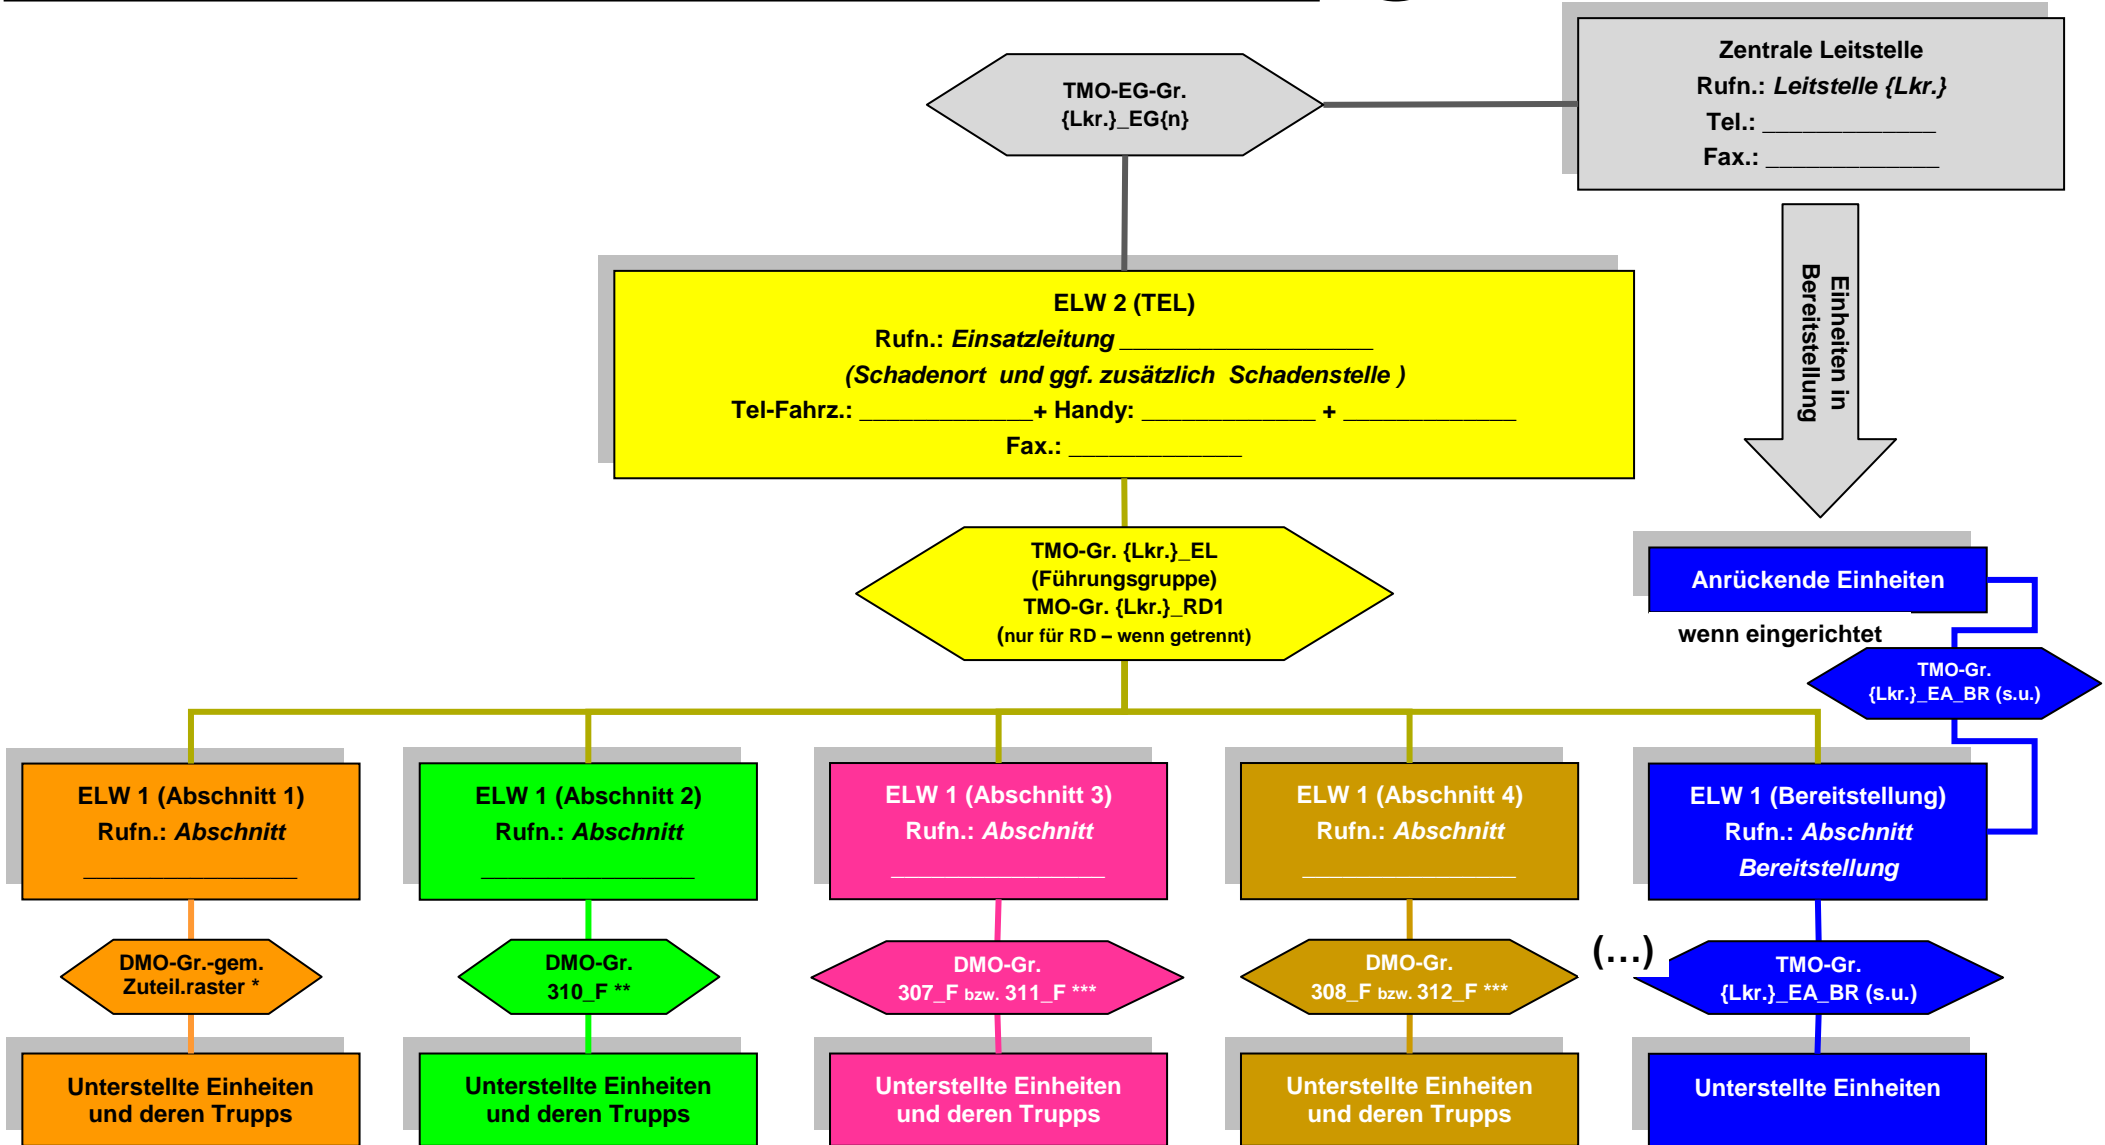 Zentrale Leitstelle
Rufn.: Leitstelle {Lkr.}
Tel.: _____________
Fax.: _____________
TMO-EG-Gr.
{Lkr.}_EG{n}
Einheiten in
Bereitstellung
ELW 2 (TEL)
Rufn.: Einsatzleitung ___________________
(Schadenort und ggf. zusätzlich Schadenstelle )
Tel-Fahrz.: _____________+ Handy: _____________ + _____________
Fax.: _____________
TMO-Gr. {Lkr.}_EL
(Führungsgruppe)
TMO-Gr. {Lkr.}_RD1
(nur für RD – wenn getrennt)
Anrückende Einheiten
wenn eingerichtet
TMO-Gr.
{Lkr.}_EA_BR (s.u.)
ELW 1 (Abschnitt 1)
Rufn.: Abschnitt
________________
ELW 1 (Abschnitt 2)
Rufn.: Abschnitt
________________
ELW 1 (Abschnitt 3)
Rufn.: Abschnitt
________________
ELW 1 (Abschnitt 4)
Rufn.: Abschnitt
________________
ELW 1 (Bereitstellung)
Rufn.: Abschnitt
Bereitstellung
DMO-Gr.-gem.
Zuteil.raster *
DMO-Gr.
310_F **
DMO-Gr.
307_F bzw. 311_F ***
DMO-Gr.
308_F bzw. 312_F ***
(...)
TMO-Gr.
{Lkr.}_EA_BR (s.u.)
Unterstellte Einheiten
und deren Trupps
Unterstellte Einheiten
und deren Trupps
Unterstellte Einheiten
und deren Trupps
Unterstellte Einheiten
und deren Trupps
Unterstellte Einheiten